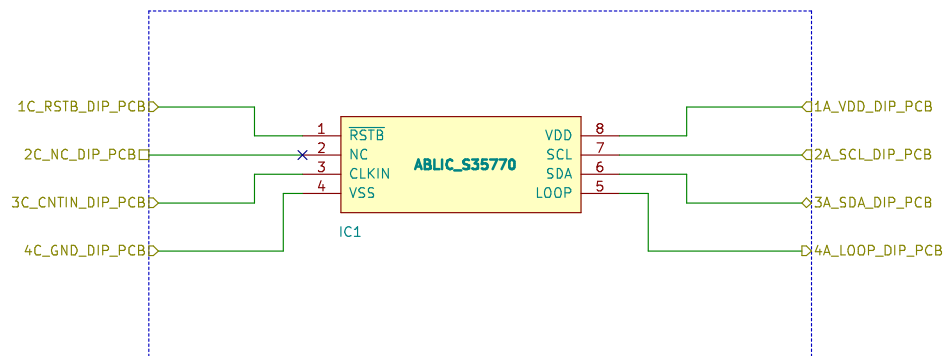 1C_RSTB_DIP_PCB
2C_NC_DIP_PCB
3C_CNTIN_DIP_PCB
4C_GND_DIP_PCB
1 RSTB
2 NC
3 CLKIN
4 VSS
ABLIC_S35770
VDD 8
SCL 7
SDA 6
LOOP 5
IC1
1A_VDD_DIP_PCB
2A_SCL_DIP_PCB
3A_SDA_DIP_PCB
4A_LOOP_DIP_PCB